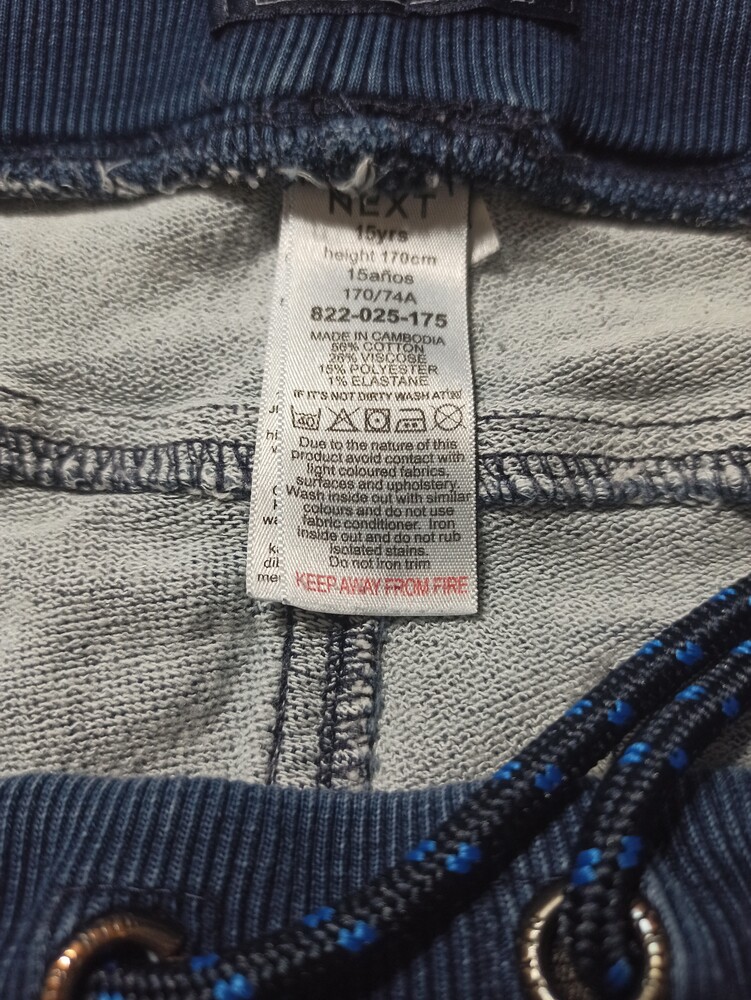 NEXT
15yrs
height 170cm
15años
170/74A
822-025-175
MADE IN CAMBODIA
COTTON
26% VISCOSE
15% POLYESTER
1% ELASTANE
IF IT'S NOT DIRTY WASH AT 30
40
Due to the nature of this
product avoid contact with
light coloured fabrics,
surfaces and upholstery.
Wash inside out with similar
colours and do not use
fabric conditioner. Iron
inside out and do not rub
isolated stains.
Do not iron trim
KEEP AWAY FROM FIRE